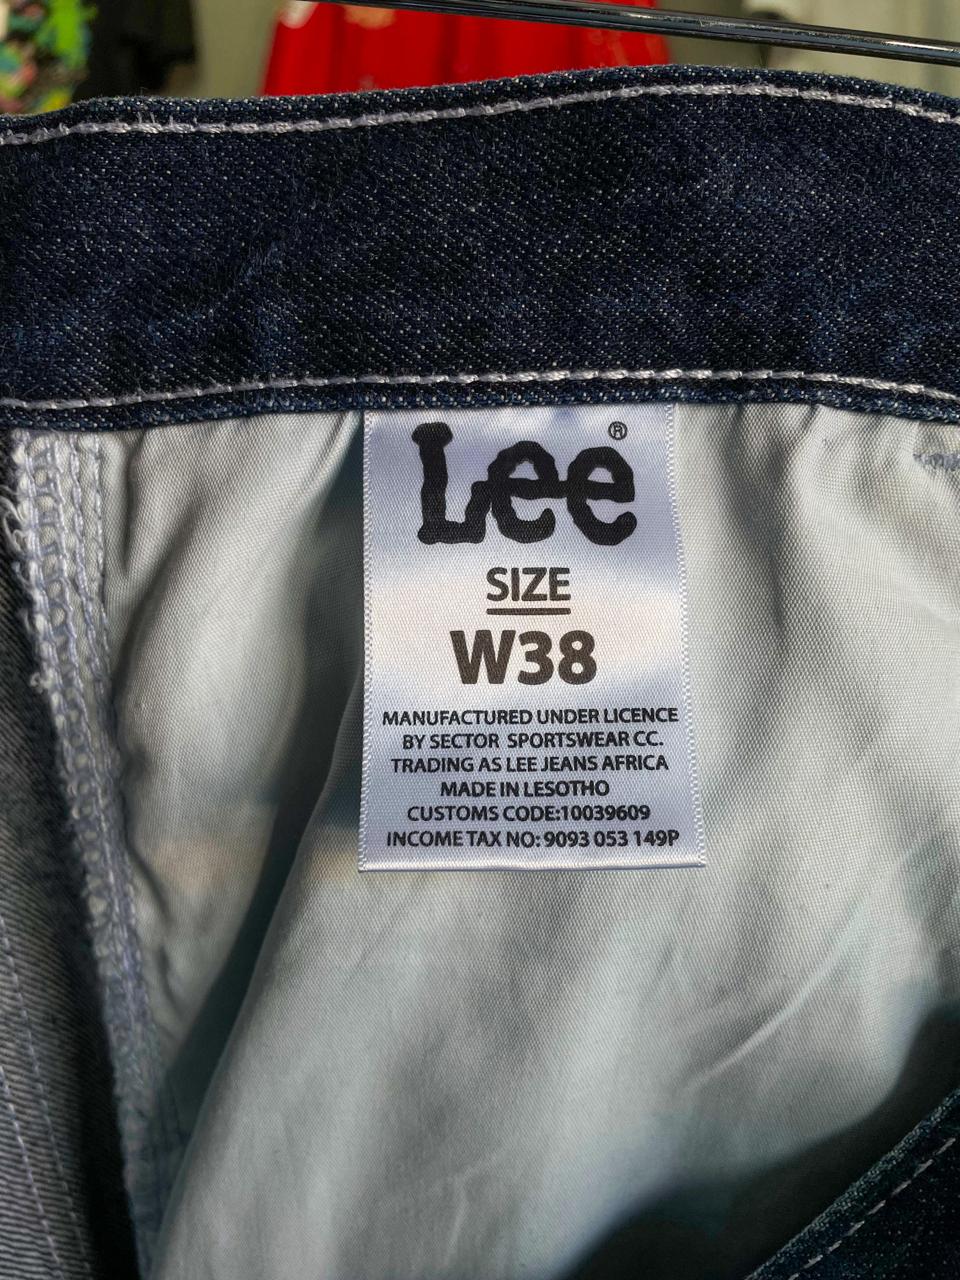 Lee®
SIZE
W38
MANUFACTURED UNDER LICENCE
BY SECTOR SPORTSWEAR CC.
TRADING AS LEE JEANS AFRICA
MADE IN LESOTHO
CUSTOMS CODE:10039609
INCOME TAX NO: 9093 053 149P